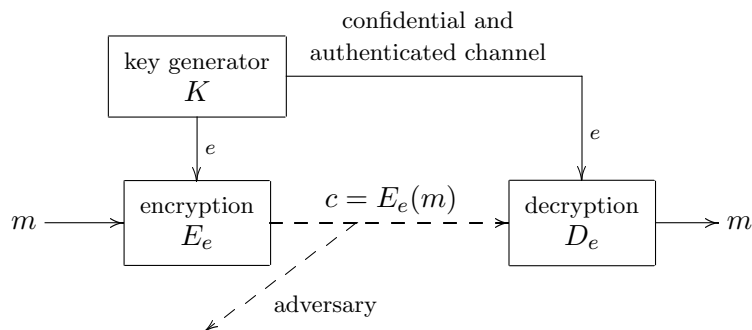 confidential and
authenticated channel
key generator
K
e
e
m
encryption
E_e
c = E_e(m)
decryption
D_e
m
adversary